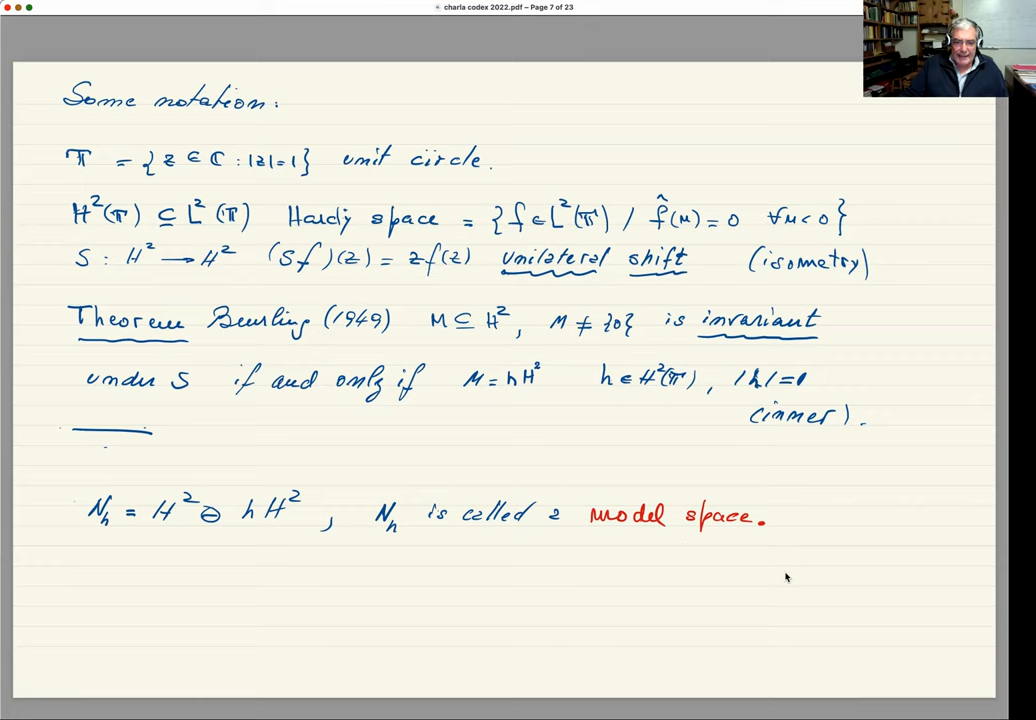 charla codex 2022.pdf – Page 7 of 23
Some notation:
𝕋 = {z ∈ ℂ : |z|=1} unit circle.
H²(𝕋) ⊆ L²(𝕋) Hardy space = {f ∈ L²(𝕋) / f̂(n) = 0 ∀n < 0}
S : H² → H² (Sf)(z) = zf(z) unilateral shift (isometry)
Theorem Beurling (1949) M ⊆ H², M ≠ {0} is invariant
under S if and only if M = hH² h ∈ H²(𝕋), |h|=1
(inner).
N_h = H² ⊖ hH², N_h is called a model space.